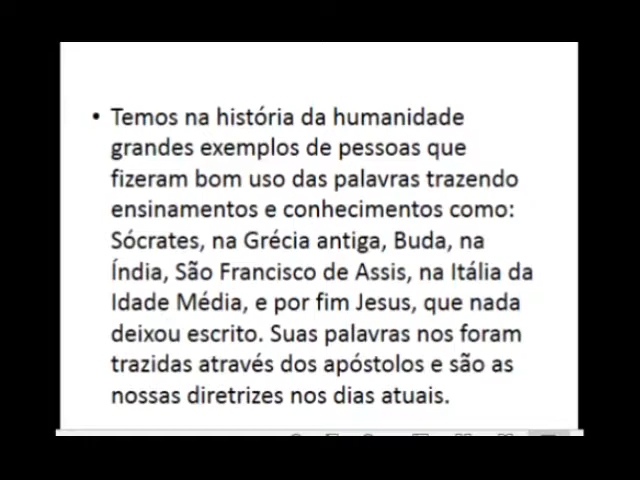 • Temos na história da humanidade
grandes exemplos de pessoas que
fizeram bom uso das palavras trazendo
ensinamentos e conhecimentos como:
Sócrates, na Grécia antiga, Buda, na
Índia, São Francisco de Assis, na Itália da
Idade Média, e por fim Jesus, que nada
deixou escrito. Suas palavras nos foram
trazidas através dos apóstolos e são as
nossas diretrizes nos dias atuais.